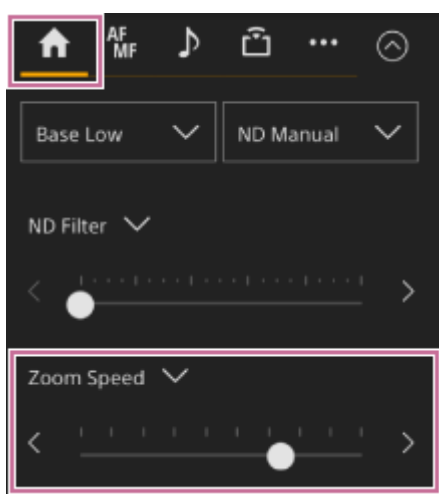 AF
MF
Base Low
ND Manual
ND Filter
Zoom Speed